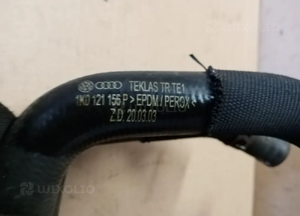 TEKLAS TR TE1
1K0 121 156 P > EPDM / PEROX <
Z.D. 20.03.03